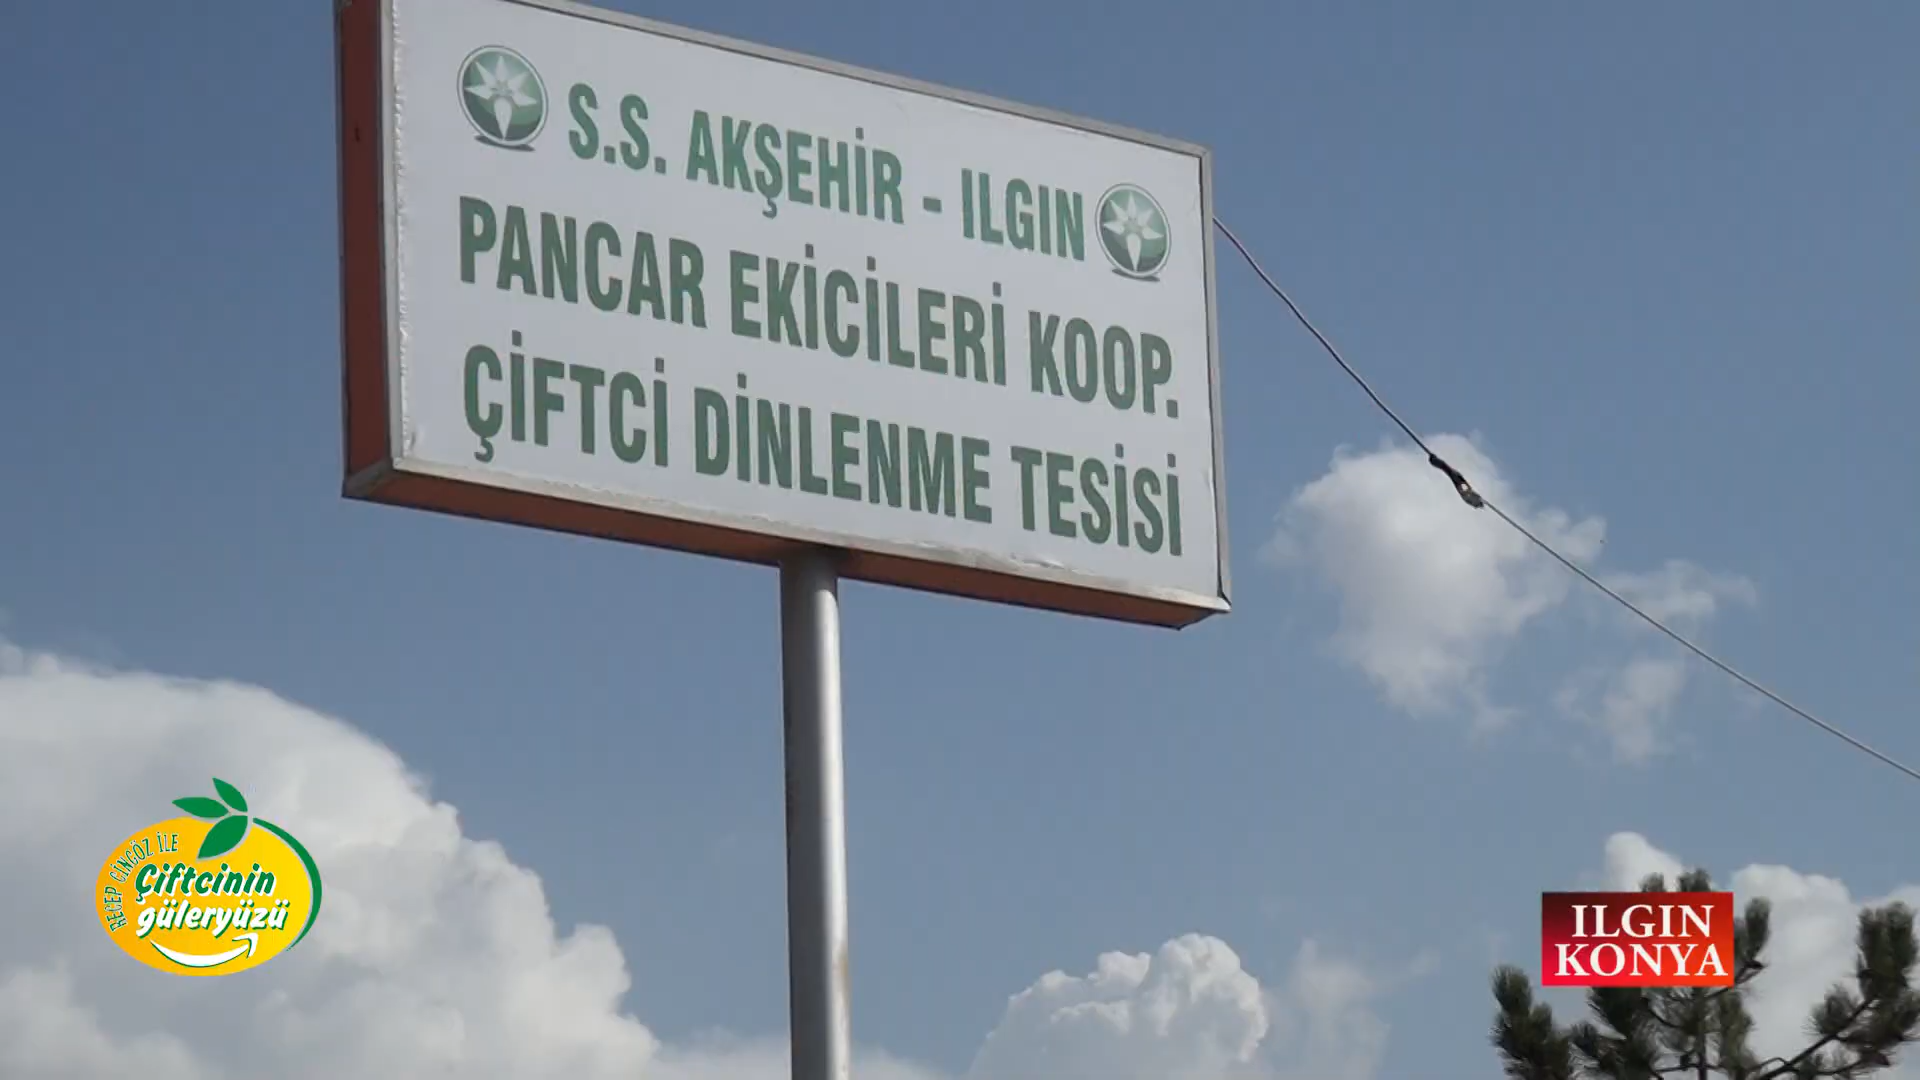 S.S. AKŞEHİR - ILGIN
PANCAR EKİCİLERİ KOOP.
ÇİFTCİ DİNLENME TESİSİ
RECEP CİNGÖZ İLE
Çiftcinin
güleryüzü
ILGIN
KONYA